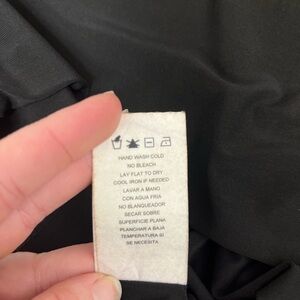 HAND WASH COLD
NO BLEACH
LAY FLAT TO DRY
COOL IRON IF NEEDED
LAVAR A MANO
CON AGUA FRIA
NO BLANQUEADOR
SECAR SOBRE
SUPERFICIE PLANA
PLANCHAR A BAJA
TEMPERATURA SI
SE NECESITA